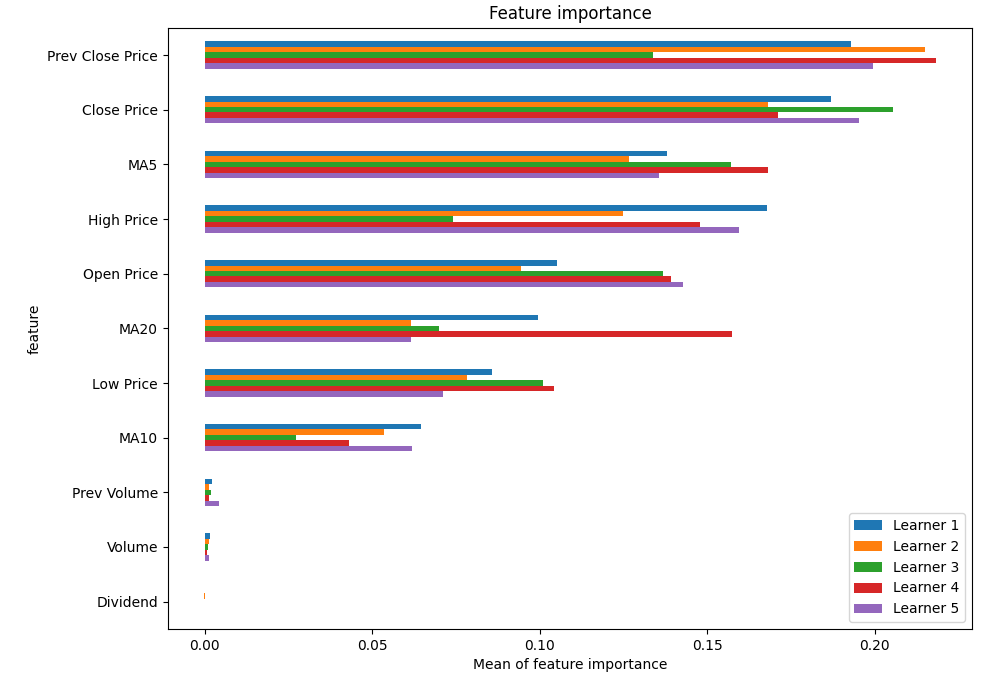 Feature importance
Prev Close Price
Close Price
MA5
High Price
Open Price
MA20
Low Price
MA10
Prev Volume
Volume
Dividend
feature
Learner 1
Learner 2
Learner 3
Learner 4
Learner 5
0.00 0.05 0.10 0.15 0.20
Mean of feature importance